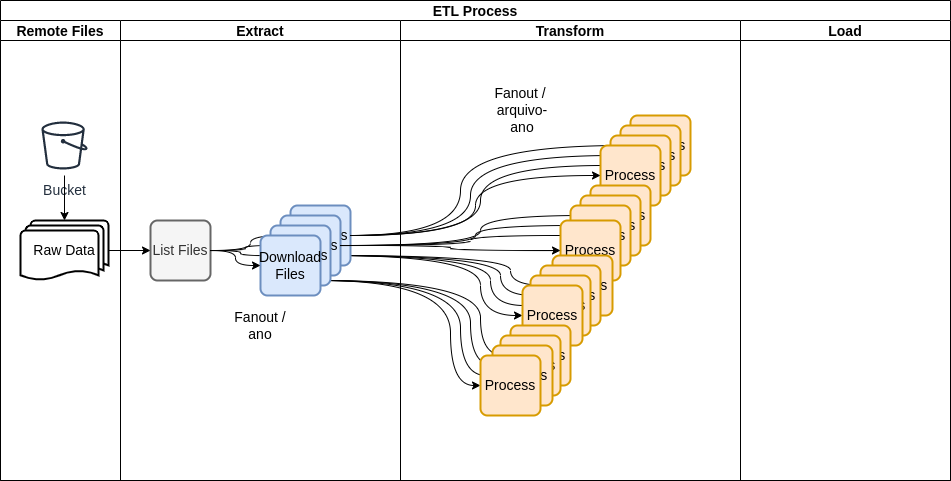 ETL Process
Remote Files
Extract
Transform
Load
Fanout /
arquivo-
ano
Bucket
Raw Data
List Files
Download
Files
s
s
s
Fanout /
ano
Process
s
s
s
Process
s
s
s
Process
s
s
s
Process
s
s
s